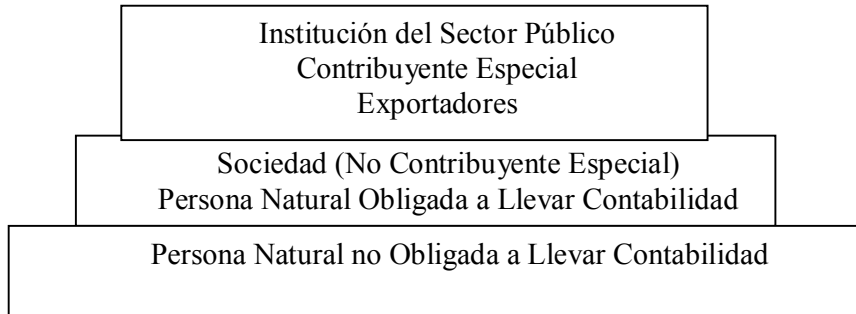 Institución del Sector Público
Contribuyente Especial
Exportadores
Sociedad (No Contribuyente Especial)
Persona Natural Obligada a Llevar Contabilidad
Persona Natural no Obligada a Llevar Contabilidad